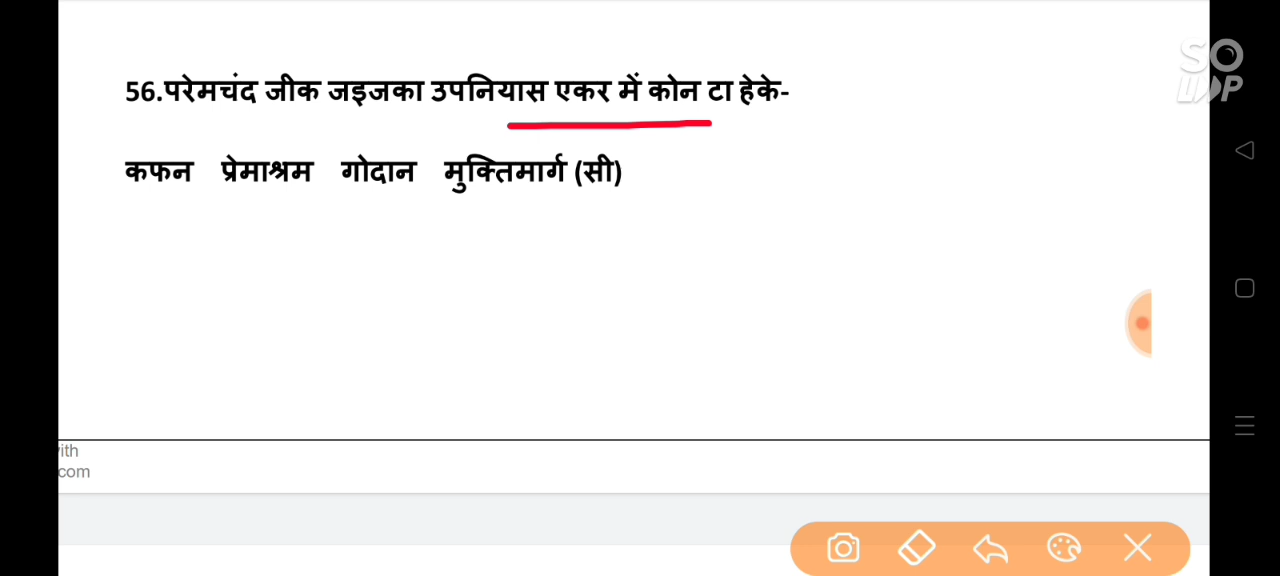 56.परेमचंद जीक जइजका उपनियास एकर में कोन टा हेके-
कफन प्रेमाश्रम गोदान मुक्तिमार्ग (सी)
ith
com